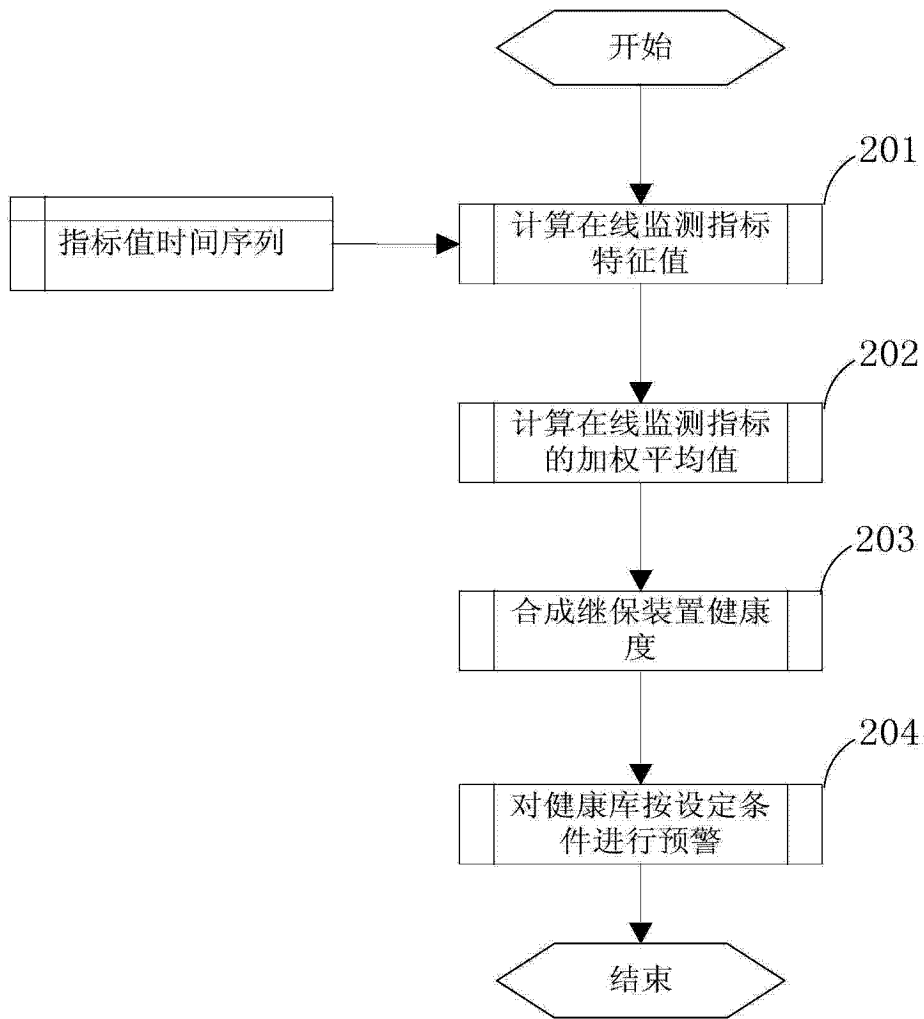 开始
201
指标值时间序列
计算在线监测指标
特征值
202
计算在线监测指标
的加权平均值
203
合成继保装置健康
度
204
对健康库按设定条
件进行预警
结束